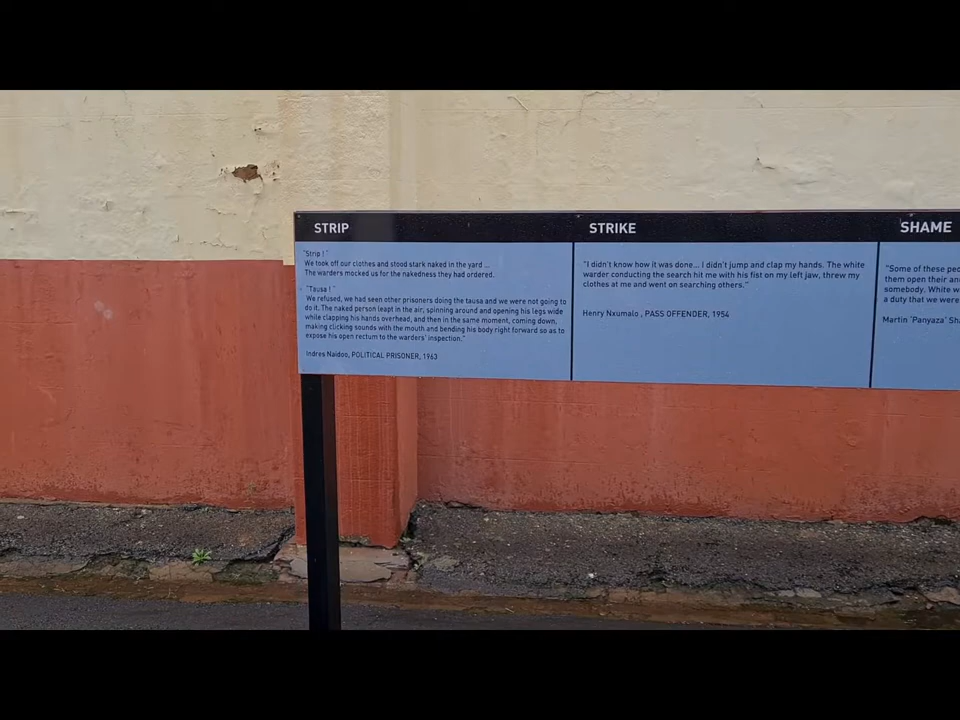 STRIP
"Strip !"
We took off our clothes and stood stark naked in the yard ...
The warders mocked us for the nakedness they had ordered.
"Tausa !"
We refused, we had seen other prisoners doing the tausa and we were not going to
do it. The naked person leapt in the air, spinning around and opening his legs wide
while clapping his hands overhead, and then in the same moment, coming down,
making clicking sounds with the mouth and bending his body right forward so as to
expose his open rectum to the warders' inspection."
Indres Naidoo, POLITICAL PRISONER, 1963
STRIKE
"I didn't know how it was done... I didn't jump and clap my hands. The white
warder conducting the search hit me with his fist on my left jaw, threw my
clothes at me and went on searching others."
Henry Nxumalo, PASS OFFENDER, 1954
SHAME
"Some of these
them open their
somebody. White
a duty that we were
Martin 'Panyaza'